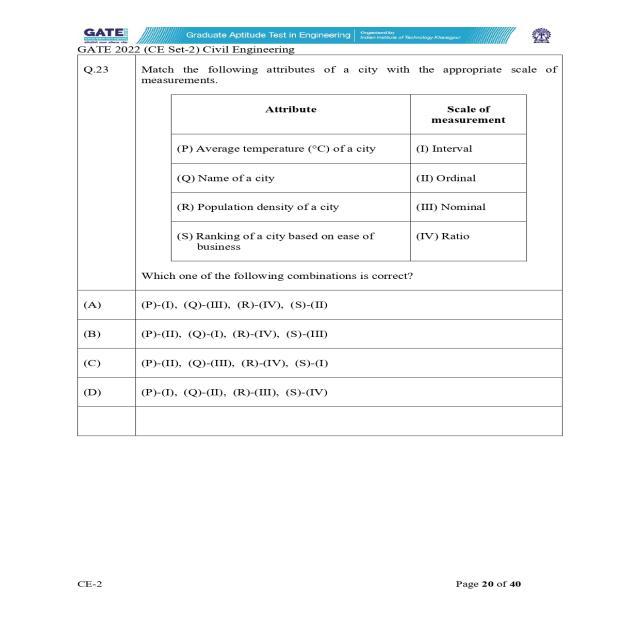 GATE
Graduate Aptitude Test in Engineering
Organised by
Indian Institute of Technology Kharagpur
GATE 2022 (CE Set-2) Civil Engineering
Q.23 Match the following attributes of a city with the appropriate scale of
measurements.
Attribute Scale of
measurement
(P) Average temperature (°C) of a city (I) Interval
(Q) Name of a city (II) Ordinal
(R) Population density of a city (III) Nominal
(S) Ranking of a city based on ease of (IV) Ratio
business
Which one of the following combinations is correct?
(A) (P)-(I), (Q)-(III), (R)-(IV), (S)-(II)
(B) (P)-(II), (Q)-(I), (R)-(IV), (S)-(III)
(C) (P)-(II), (Q)-(III), (R)-(IV), (S)-(I)
(D) (P)-(I), (Q)-(II), (R)-(III), (S)-(IV)
CE-2 Page 20 of 40